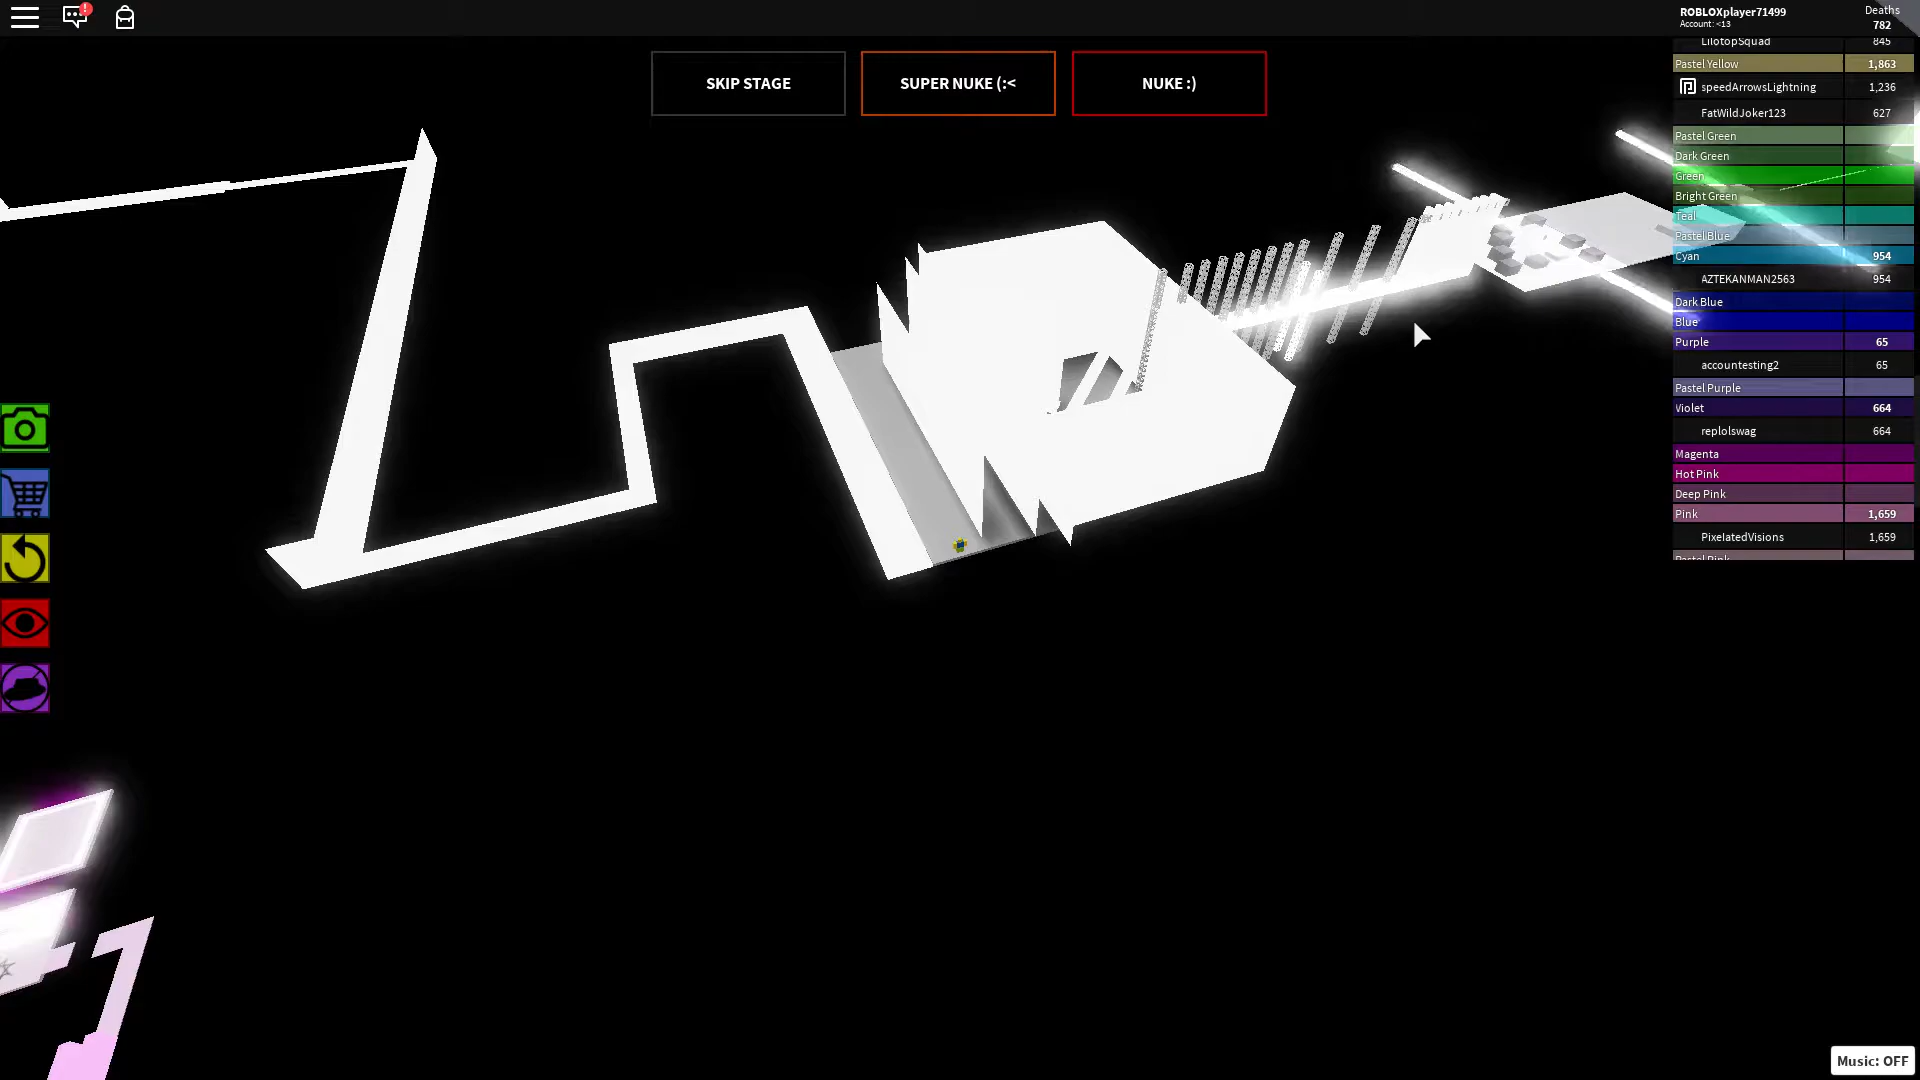 SKIP STAGE
SUPER NUKE (:<
NUKE :)
ROBLOXplayer71499
Account: <13
Deaths
782
LilotopSquad 845
Pastel Yellow 1,863
speedArrowsLightning 1,236
FatWildJoker123 627
Pastel Green
Dark Green
Green
Bright Green
Teal
Pastel Blue
Cyan 954
AZTEKANMAN2563 954
Dark Blue
Blue
Purple 65
accountesting2 65
Pastel Purple
Violet 664
replolswag 664
Magenta
Hot Pink
Deep Pink
Pink 1,659
PixelatedVisions 1,659
Pastel Pink
Music: OFF